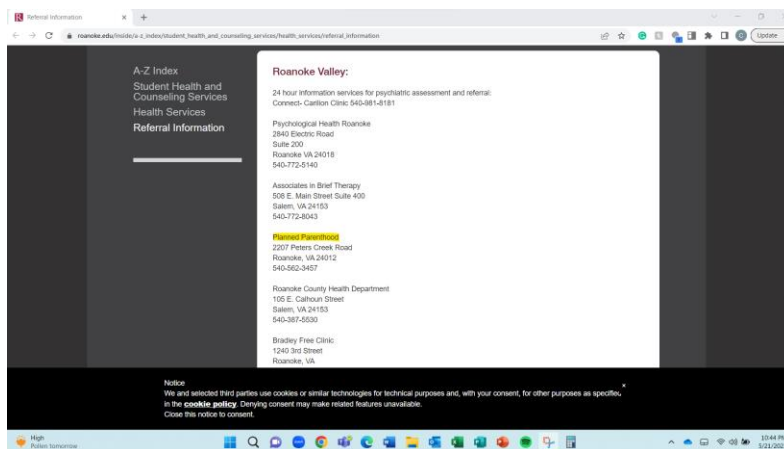 Referral Information
roanoke.edu/inside/a-z_index/student_health_and_counseling_services/health_services/referral_information
Update
A-Z Index
Student Health and
Counseling Services
Health Services
Referral Information
Roanoke Valley:
24 hour information services for psychiatric assessment and referral:
Connect- Carilion Clinic 540-981-8181
Psychological Health Roanoke
2840 Electric Road
Suite 200
Roanoke VA 24018
540-772-5140
Associates in Brief Therapy
508 E. Main Street Suite 400
Salem, VA 24153
540-772-8043
Planned Parenthood
2207 Peters Creek Road
Roanoke, VA 24012
540-562-3457
Roanoke County Health Department
105 E. Calhoun Street
Salem, VA 24153
540-387-5530
Bradley Free Clinic
1240 3rd Street
Roanoke, VA
Notice
We and selected third parties use cookies or similar technologies for technical purposes and, with your consent, for other purposes as specified
in the cookie policy. Denying consent may make related features unavailable.
Close this notice to consent.
High
Pollen tomorrow
10:44 PM